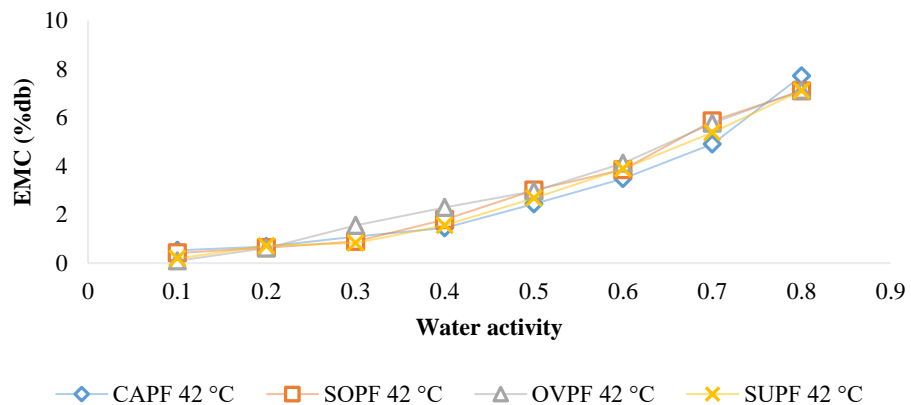 10
8
6
4
2
0
EMC (%db)
0 0.1 0.2 0.3 0.4 0.5 0.6 0.7 0.8 0.9
Water activity
CAPF 42 °C SOPF 42 °C OVPF 42 °C SUPF 42 °C